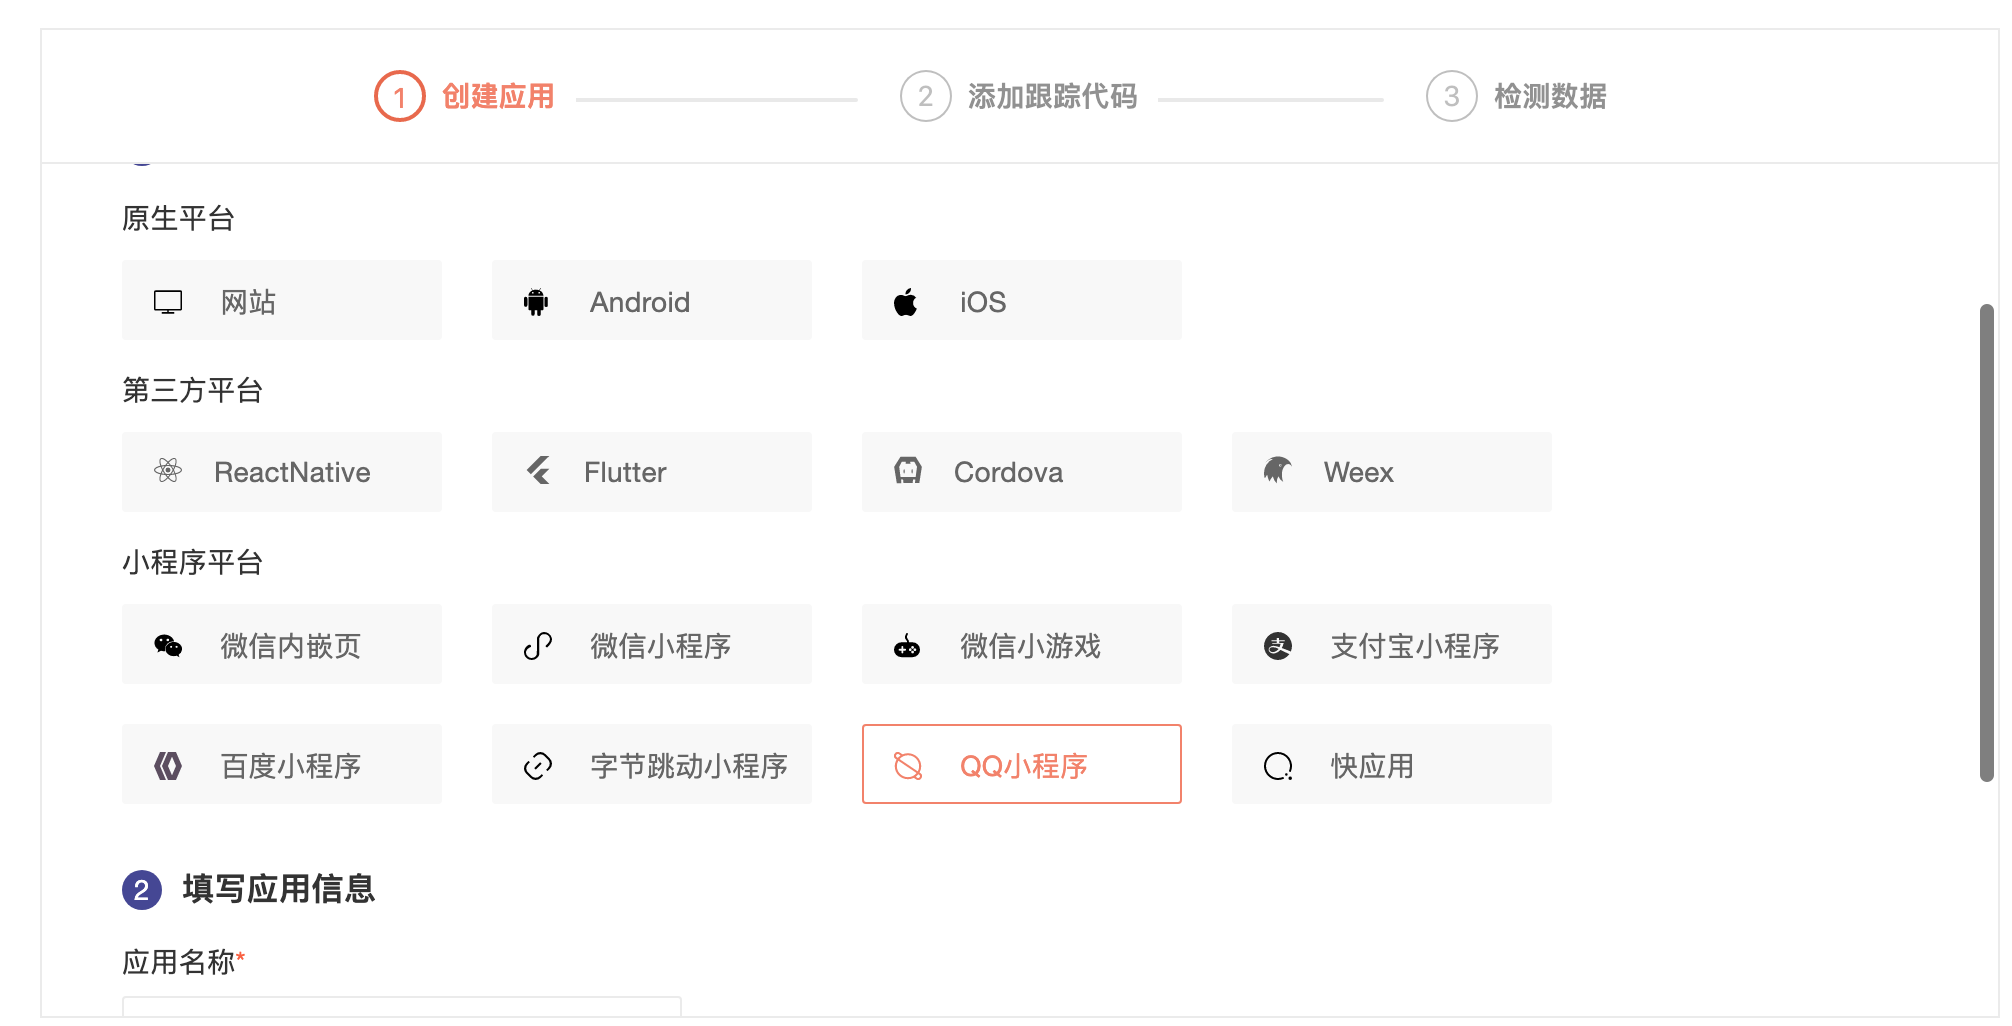 1 创建应用 2 添加跟踪代码 3 检测数据
原生平台
网站 Android iOS
第三方平台
ReactNative Flutter Cordova Weex
小程序平台
微信内嵌页 微信小程序 微信小游戏 支付宝小程序
百度小程序 字节跳动小程序 QQ小程序 快应用
2 填写应用信息
应用名称*